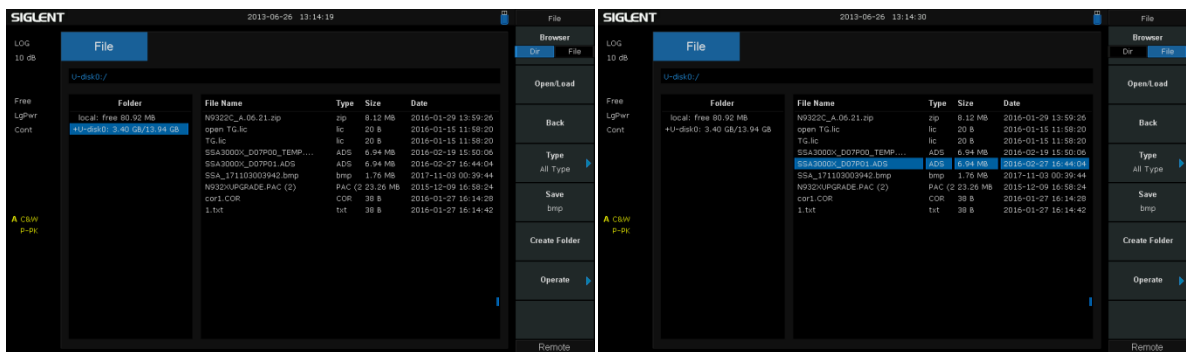 SIGLENT 2013-06-26 13:14:19 File
LOG
10 dB
File
Browser
Dir File
U-disk0:/
Open/Load
Free
LgPwr
Cont
Folder File Name Type Size Date
local: free 80.92 MB N9322C_A.06.21.zip zip 8.12 MB 2016-01-29 13:59:26
+U-disk0: 3.40 GB/13.94 GB open TG.lic lic 20 B 2016-01-15 11:58:20
TG.lic lic 20 B 2016-01-15 11:58:20
SSA3000X_D07P00_TEMP.... ADS 6.94 MB 2016-02-19 15:50:06
SSA3000X_D07P01.ADS ADS 6.94 MB 2016-02-27 16:44:04
SSA_171103003942.bmp bmp 1.76 MB 2017-11-03 00:39:44
N932XUPGRADE.PAC (2) PAC (2 23.26 MB 2015-12-09 16:58:24
cor1.COR COR 38 B 2016-01-27 16:14:28
1.txt txt 38 B 2016-01-27 16:14:42
Back
Type
All Type
Save
bmp
A C&W
P-PK
Create Folder
Operate
Remote
SIGLENT 2013-06-26 13:14:30 File
LOG
10 dB
File
Browser
Dir File
U-disk0:/
Open/Load
Free
LgPwr
Cont
Folder File Name Type Size Date
local: free 80.92 MB N9322C_A.06.21.zip zip 8.12 MB 2016-01-29 13:59:26
+U-disk0: 3.40 GB/13.94 GB open TG.lic lic 20 B 2016-01-15 11:58:20
TG.lic lic 20 B 2016-01-15 11:58:20
SSA3000X_D07P00_TEMP.... ADS 6.94 MB 2016-02-19 15:50:06
SSA3000X_D07P01.ADS ADS 6.94 MB 2016-02-27 16:44:04
SSA_171103003942.bmp bmp 1.76 MB 2017-11-03 00:39:44
N932XUPGRADE.PAC (2) PAC (2 23.26 MB 2015-12-09 16:58:24
cor1.COR COR 38 B 2016-01-27 16:14:28
1.txt txt 38 B 2016-01-27 16:14:42
Back
Type
All Type
Save
bmp
A C&W
P-PK
Create Folder
Operate
Remote